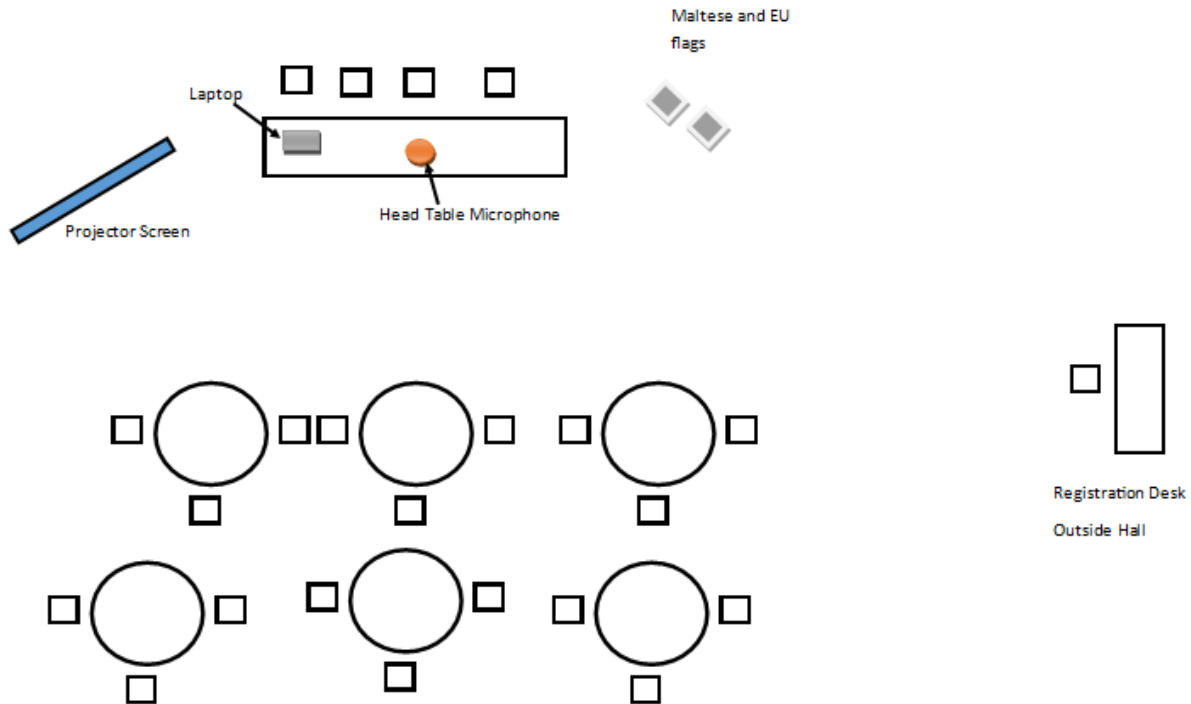 Maltese and EU
flags
Laptop
Head Table Microphone
Projector Screen
Registration Desk
Outside Hall